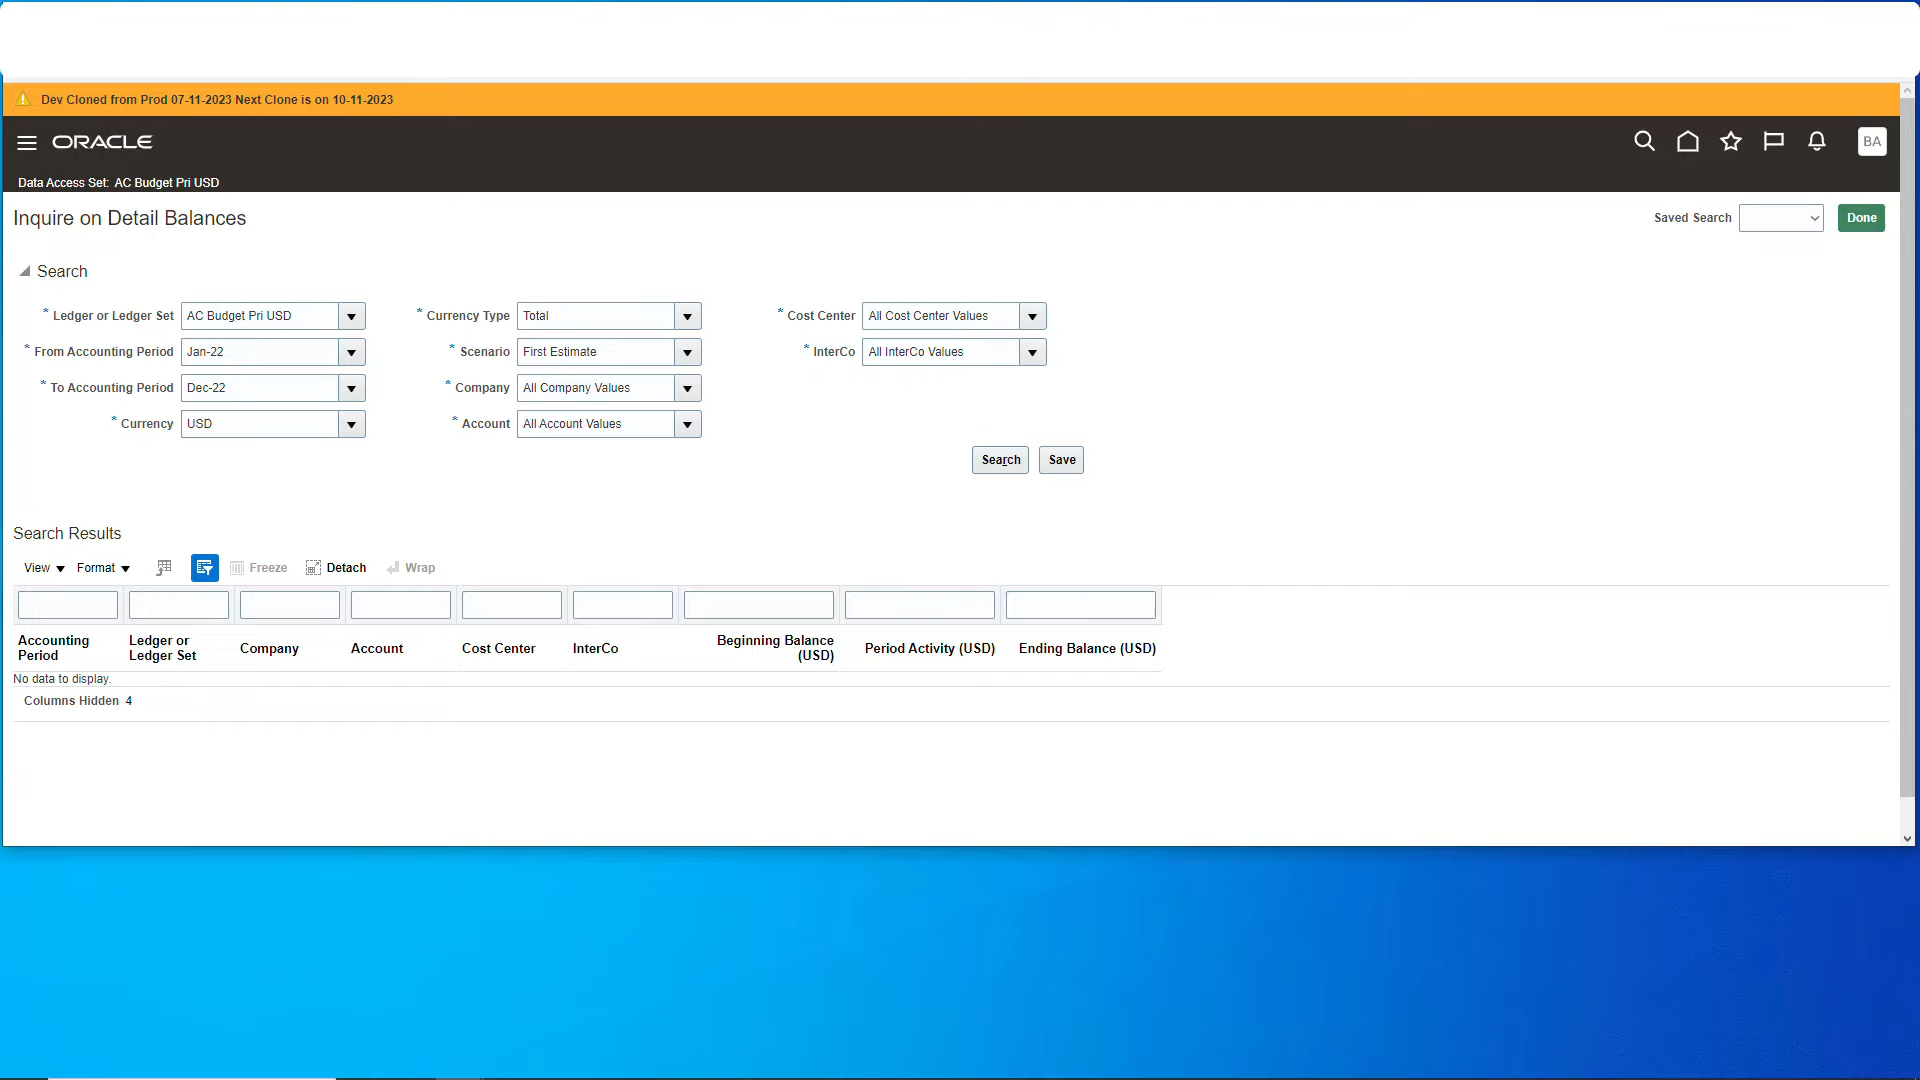 Dev Cloned from Prod 07-11-2023 Next Clone is on 10-11-2023
ORACLE
BA
Data Access Set: AC Budget Pri USD
Inquire on Detail Balances
Saved Search
Done
Search
* Ledger or Ledger Set AC Budget Pri USD
* Currency Type Total
* Cost Center All Cost Center Values
* From Accounting Period Jan-22
* Scenario First Estimate
* InterCo All InterCo Values
* To Accounting Period Dec-22
* Company All Company Values
* Currency USD
* Account All Account Values
Search Save
Search Results
View Format Freeze Detach Wrap
Accounting Period
Ledger or Ledger Set
Company
Account
Cost Center
InterCo
Beginning Balance (USD)
Period Activity (USD)
Ending Balance (USD)
No data to display.
Columns Hidden 4